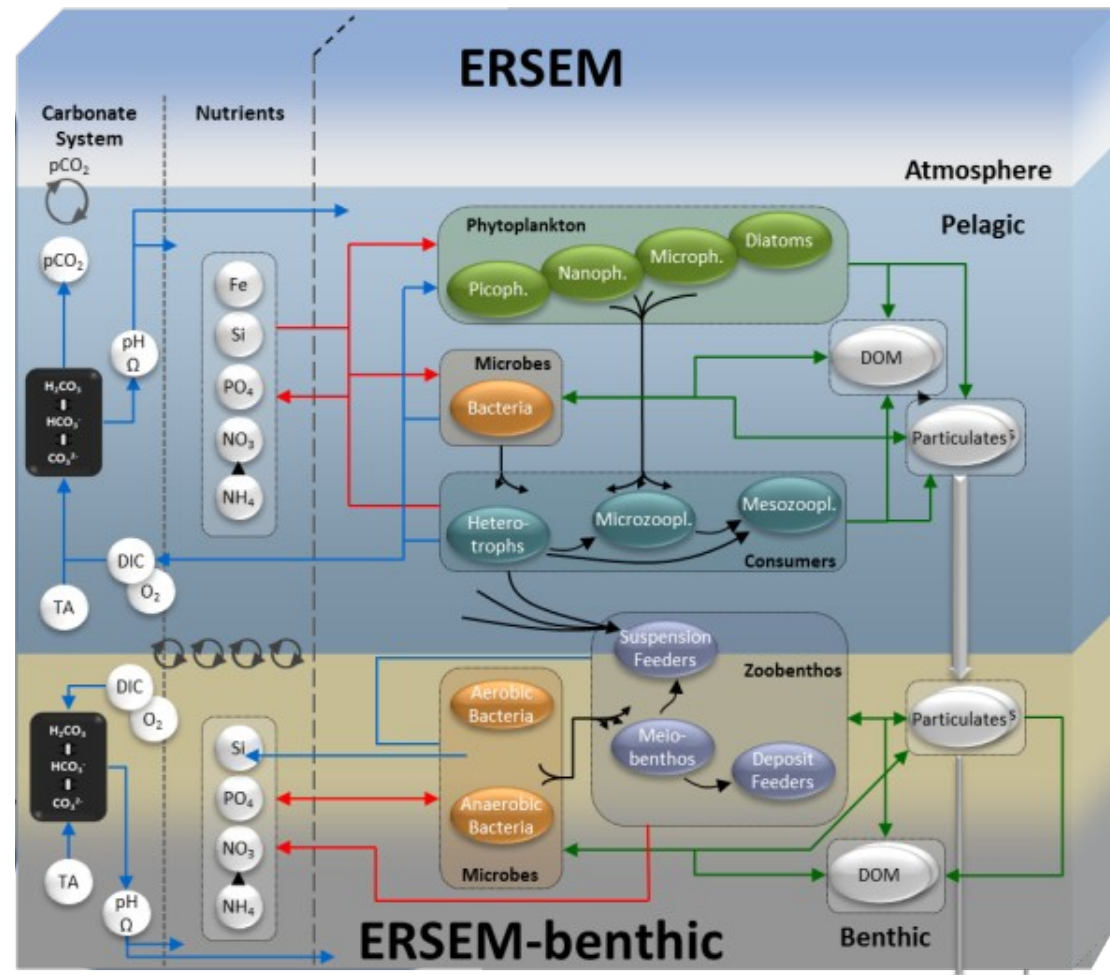 ERSEM
Carbonate
System
Nutrients
pCO₂
Atmosphere
Pelagic
Phytoplankton
Picoph.
Nanoph.
Microph.
Diatoms
pCO₂
Fe
Si
PO₄
NO₃
NH₄
pH
Ω
H₂CO₃
HCO₃⁻
CO₃²⁻
Microbes
Bacteria
DOM
Particulates
s
Hetero-
trophs
Microzoopl.
Mesozoopl.
Consumers
DIC
O₂
TA
Suspension
Feeders
Zoobenthos
Meio-
benthos
Deposit
Feeders
Aerobic
Bacteria
Anaerobic
Bacteria
Microbes
Particulates
s
DOM
DIC
O₂
H₂CO₃
HCO₃⁻
CO₃²⁻
TA
pH
Ω
Si
PO₄
NO₃
NH₄
Benthic
ERSEM-benthic